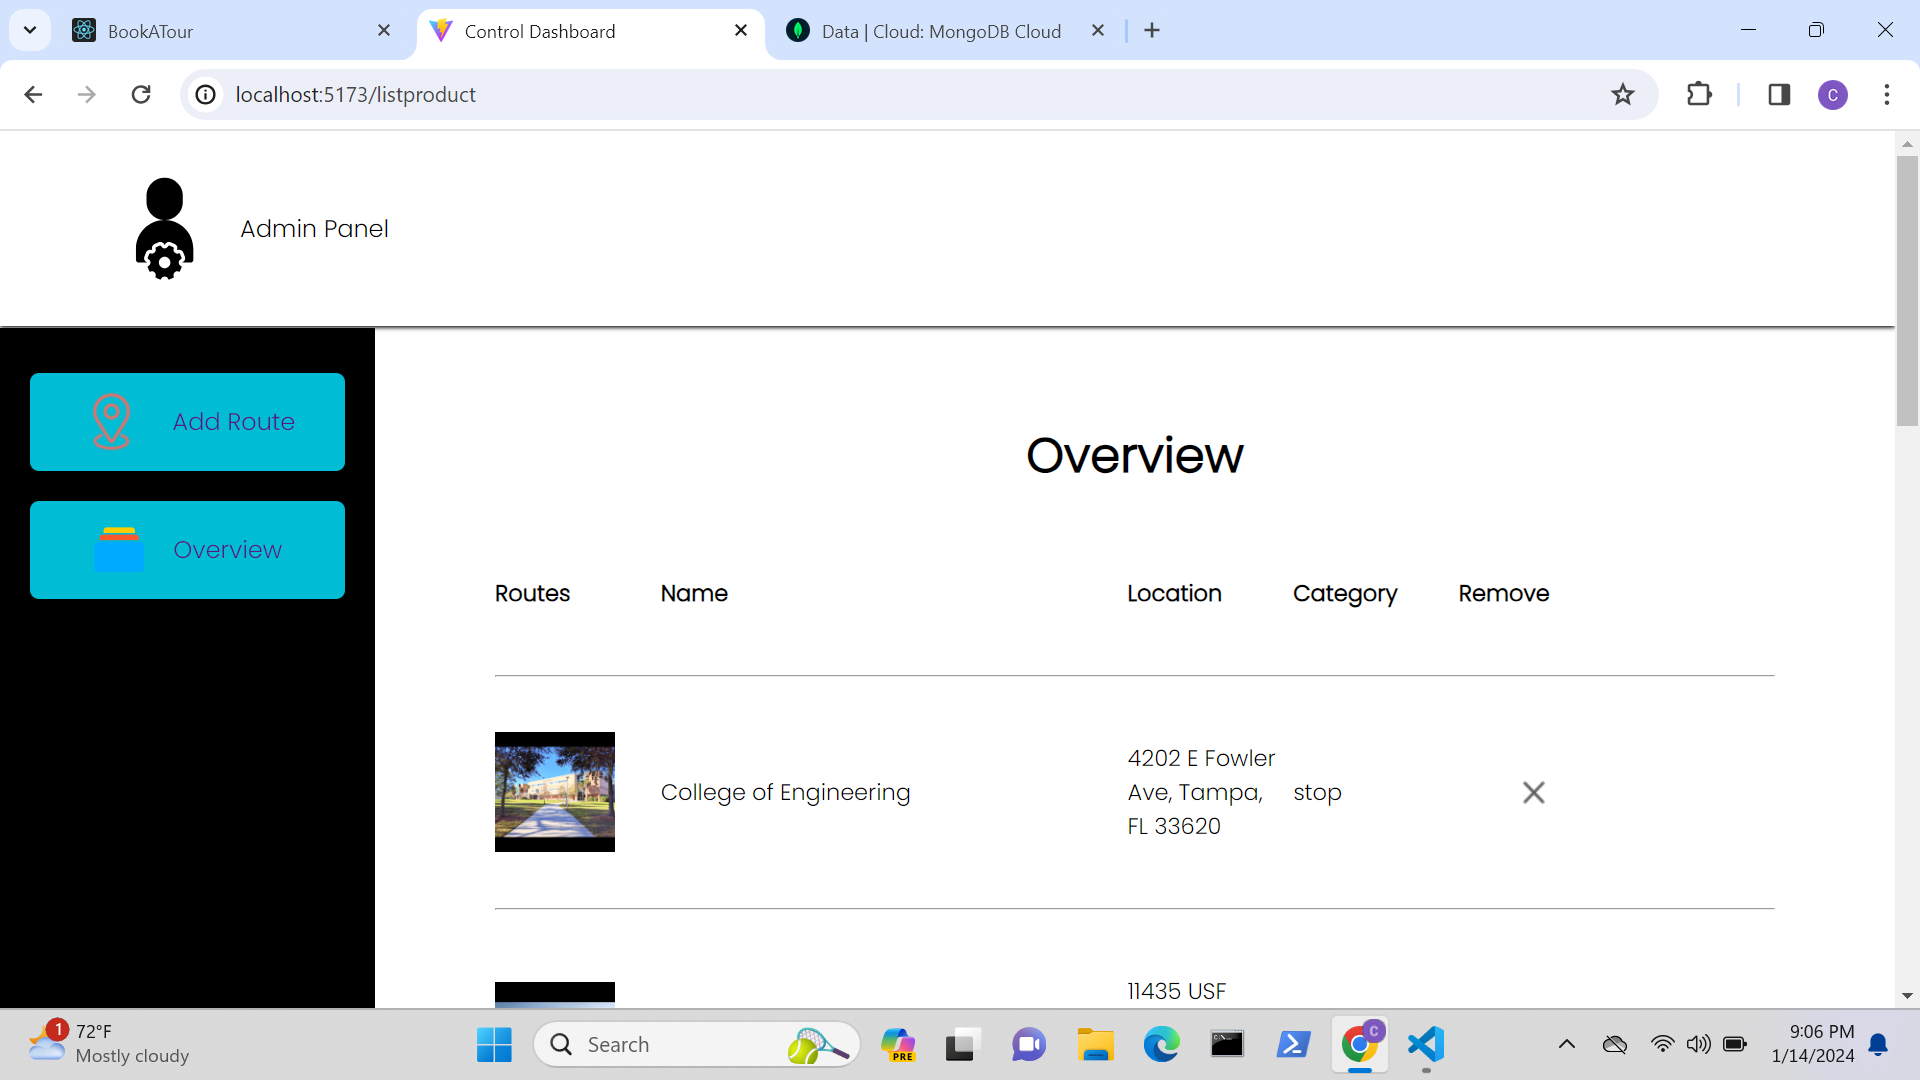 BookATour
Control Dashboard
Data | Cloud: MongoDB Cloud
localhost:5173/listproduct
C
Admin Panel
Add Route
Overview
Overview
Routes Name Location Category Remove
College of Engineering
4202 E Fowler
Ave, Tampa,
FL 33620
stop
11435 USF
1
72°F
Mostly cloudy
Search
PRE
C
9:06 PM
1/14/2024